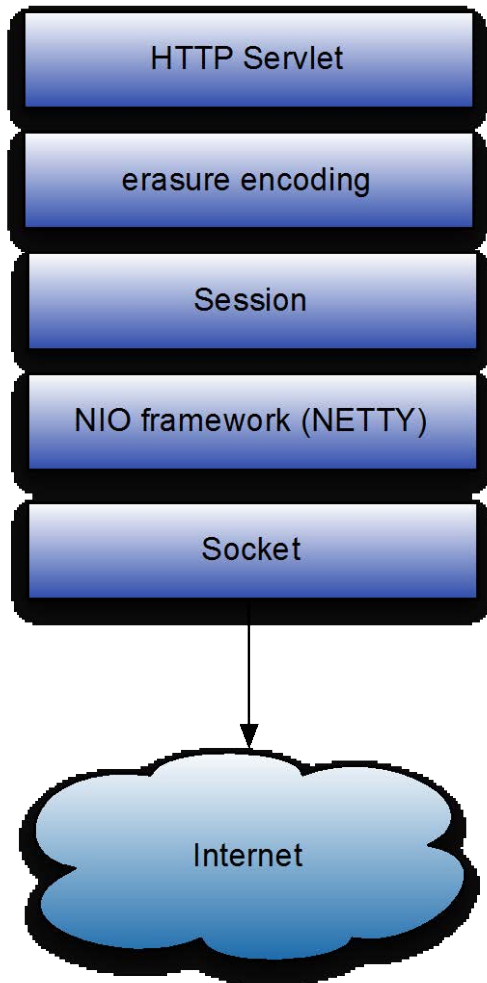 HTTP Servlet
erasure encoding
Session
NIO framework (NETTY)
Socket
Internet